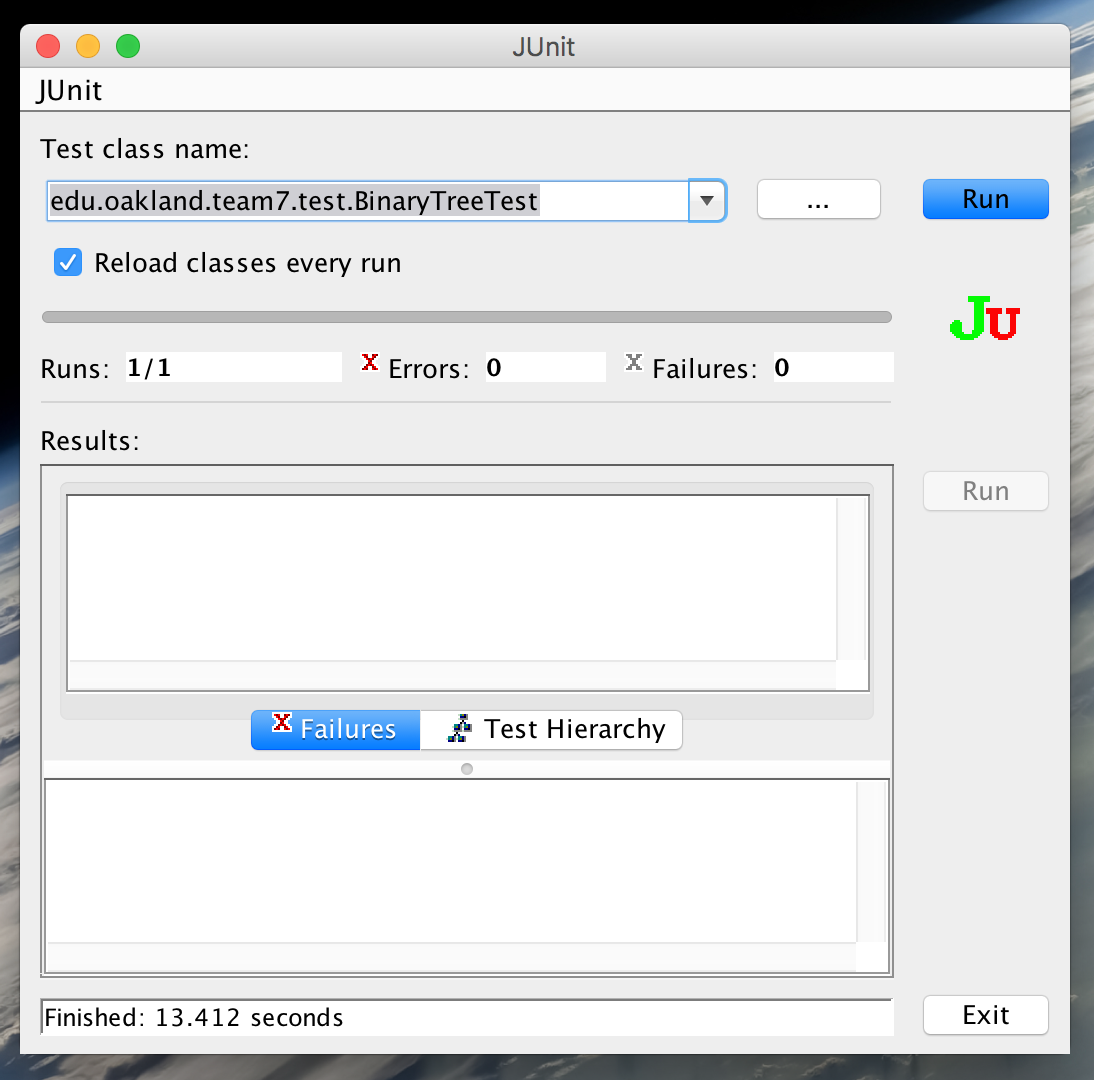 JUnit
JUnit
Test class name:
edu.oakland.team7.test.BinaryTreeTest ... Run
Reload classes every run
JU
Runs: 1/1 X Errors: 0 X Failures: 0
Results:
Run
X Failures Test Hierarchy
Finished: 13.412 seconds Exit